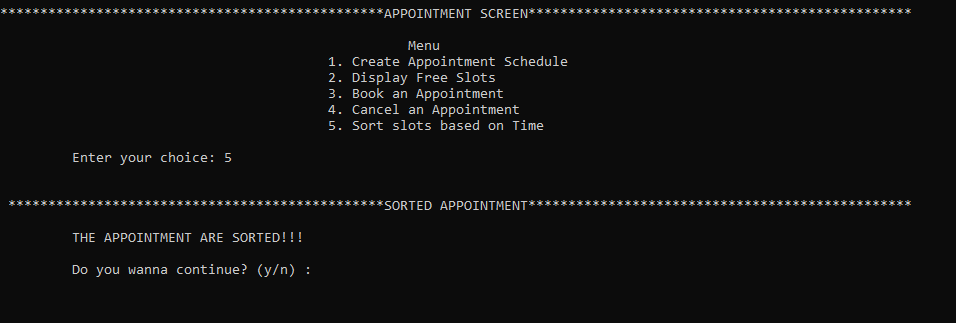 ************************************************APPOINTMENT SCREEN************************************************
Menu
1. Create Appointment Schedule
2. Display Free Slots
3. Book an Appointment
4. Cancel an Appointment
5. Sort slots based on Time
Enter your choice: 5
***********************************************SORTED APPOINTMENT************************************************
THE APPOINTMENT ARE SORTED!!!
Do you wanna continue? (y/n) :